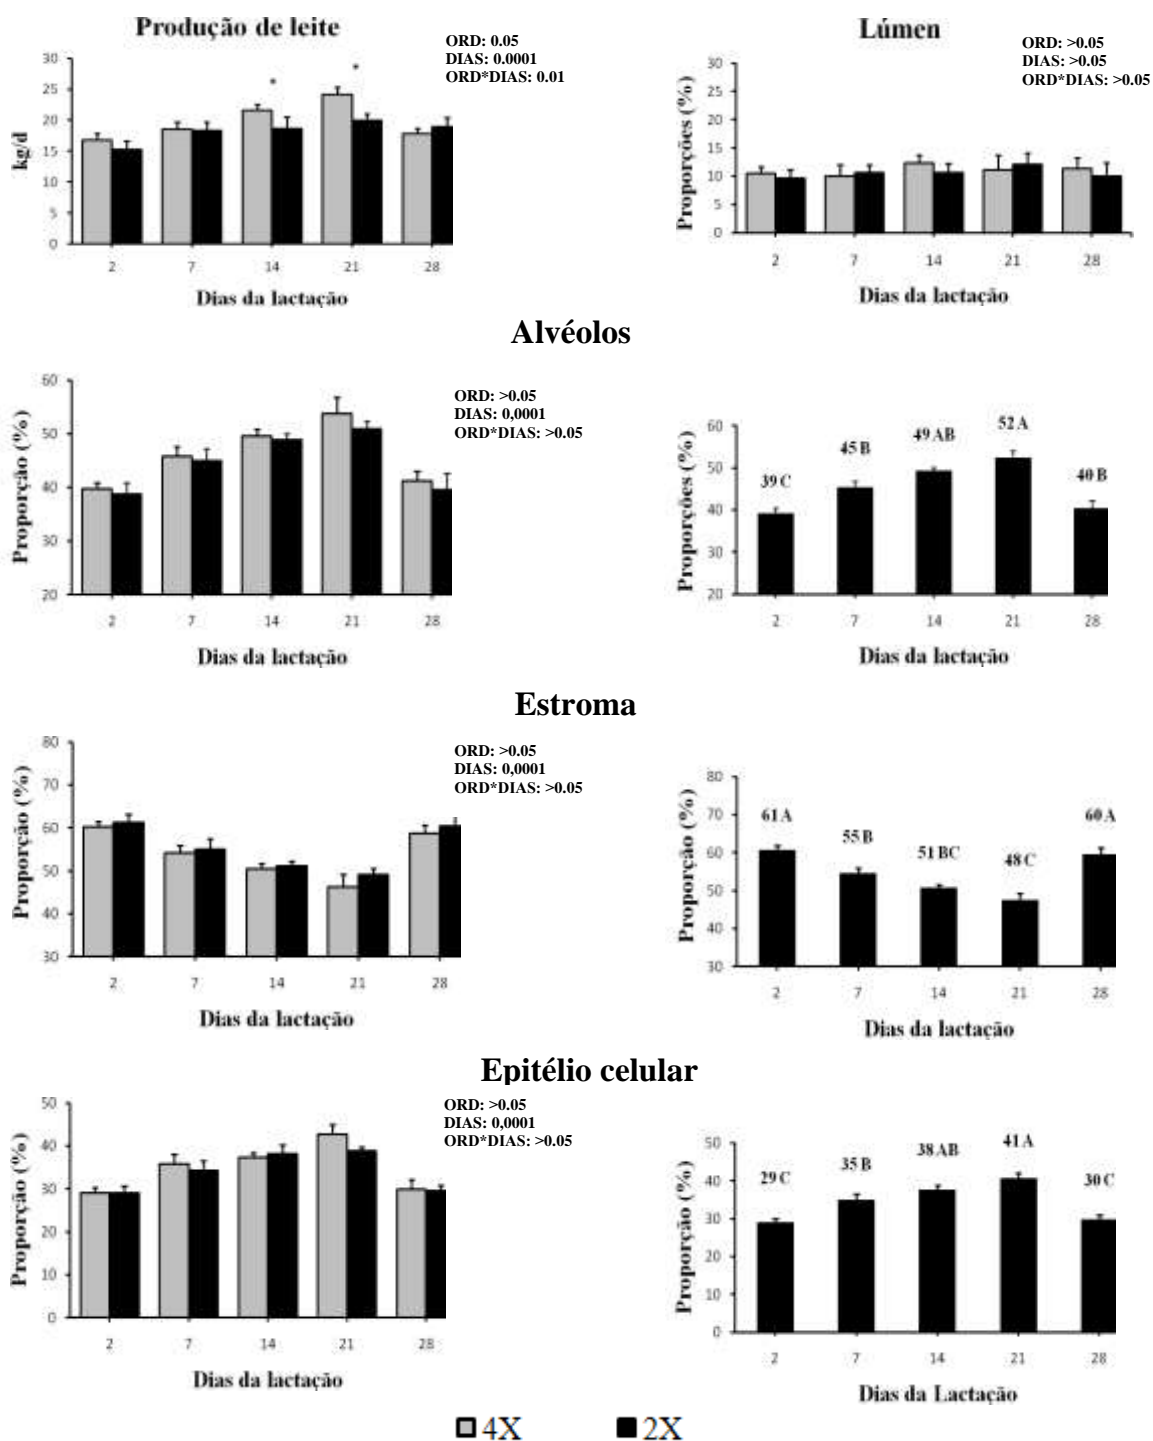 Produção de leite
ORD: 0.05
DIAS: 0.0001
ORD*DIAS: 0.01
kg/d
30
25
20
15
10
5
0
* *
2 7 14 21 28
Dias da lactação
Lúmen
ORD: >0.05
DIAS: >0.05
ORD*DIAS: >0.05
Proporções (%)
30
25
20
15
10
5
0
2 7 14 21 28
Dias da lactação
Alvéolos
ORD: >0.05
DIAS: 0,0001
ORD*DIAS: >0.05
Proporção (%)
60
50
40
30
20
2 7 14 21 28
Dias da lactação
Proporções (%)
60
50
40
30
20
39 C 45 B 49 AB 52 A 40 B
2 7 14 21 28
Dias da lactação
Estroma
ORD: >0.05
DIAS: 0,0001
ORD*DIAS: >0.05
Proporção (%)
80
70
60
50
40
30
2 7 14 21 28
Dias da lactação
Proporção (%)
80
70
60
50
40
30
61 A 55 B 51 BC 48 C 60 A
2 7 14 21 28
Dias da lactação
Epitélio celular
ORD: >0.05
DIAS: 0,0001
ORD*DIAS: >0.05
Proporção (%)
50
40
30
20
10
0
2 7 14 21 28
Dias da lactação
Proporção (%)
50
40
30
20
10
0
29 C 35 B 38 AB 41 A 30 C
2 7 14 21 28
Dias da Lactação
4X 2X